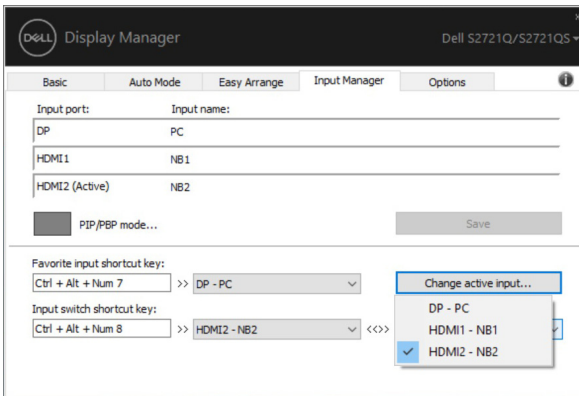 DELL Display Manager Dell S2721Q/S2721QS
Basic Auto Mode Easy Arrange Input Manager Options
Input port: Input name:
DP PC
HDMI1 NB1
HDMI2 (Active) NB2
PIP/PBP mode... Save
Favorite input shortcut key:
Ctrl + Alt + Num 7 >> DP - PC Change active input...
Input switch shortcut key:
Ctrl + Alt + Num 8 >> HDMI2 - NB2 <<>>
DP - PC
HDMI1 - NB1
HDMI2 - NB2